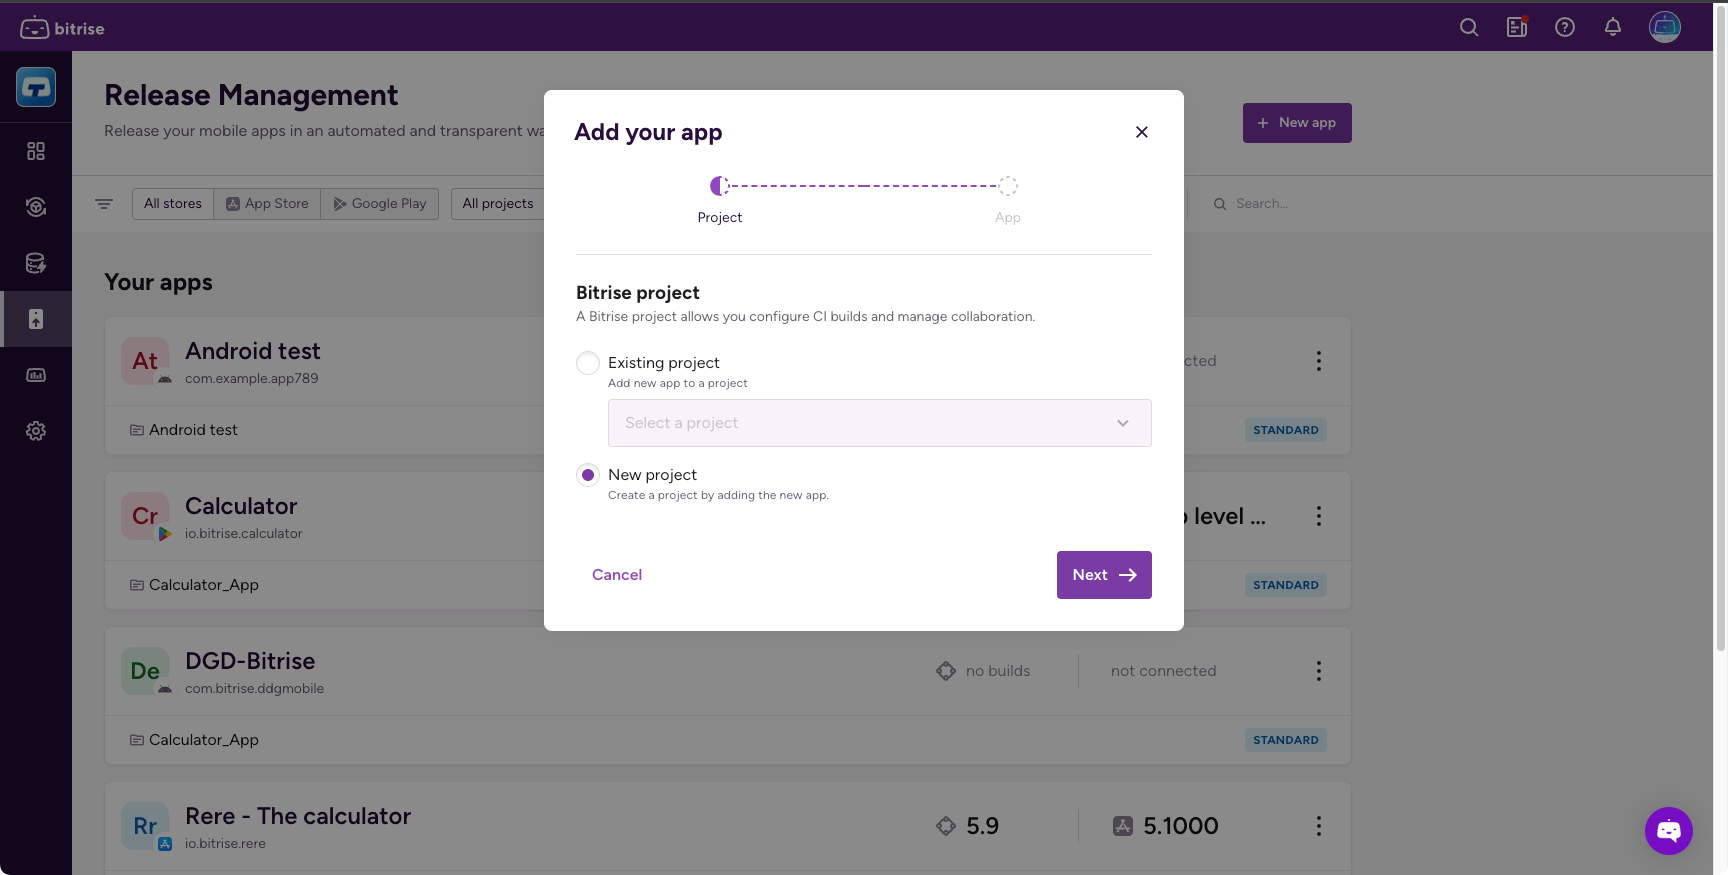 bitrise
Release Management
Release your mobile apps in an automated and transparent
New app
All stores
App Store
Google Play
All projects
Search...
Your apps
Add your app
Project
App
Bitrise project
A Bitrise project allows you configure CI builds and manage collaboration.
Existing project
Add new app to a project
Select a project
New project
Create a project by adding the new app.
Cancel
Next
At
Android test
com.example.app789
Android test
STANDARD
Cr
Calculator
io.bitrise.calculator
level ...
Calculator_App
STANDARD
De
DGD-Bitrise
com.bitrise.ddgmobile
no builds
not connected
Calculator_App
STANDARD
Rr
Rere - The calculator
io.bitrise.rere
5.9
5.1000